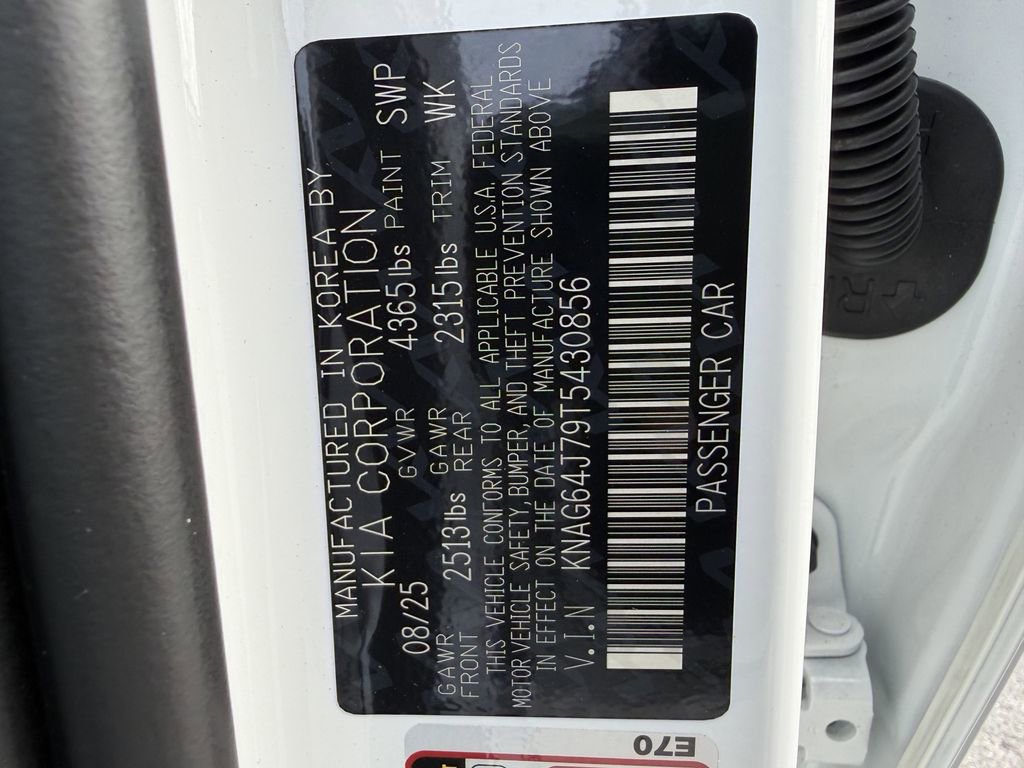 MANUFACTURED IN KOREA BY
KIA CORPORATION
08/25 GVWR 4365lbs PAINT SWP
GAWR FRONT 2513lbs GAWR REAR 2315lbs TRIM WK
THIS VEHICLE CONFORMS TO ALL APPLICABLE U.S.A. FEDERAL
MOTOR VEHICLE SAFETY, BUMPER, AND THEFT PREVENTION STANDARDS
IN EFFECT ON THE DATE OF MANUFACTURE SHOWN ABOVE
V.I.N KNAG64J79T5430856
PASSENGER CAR
E70